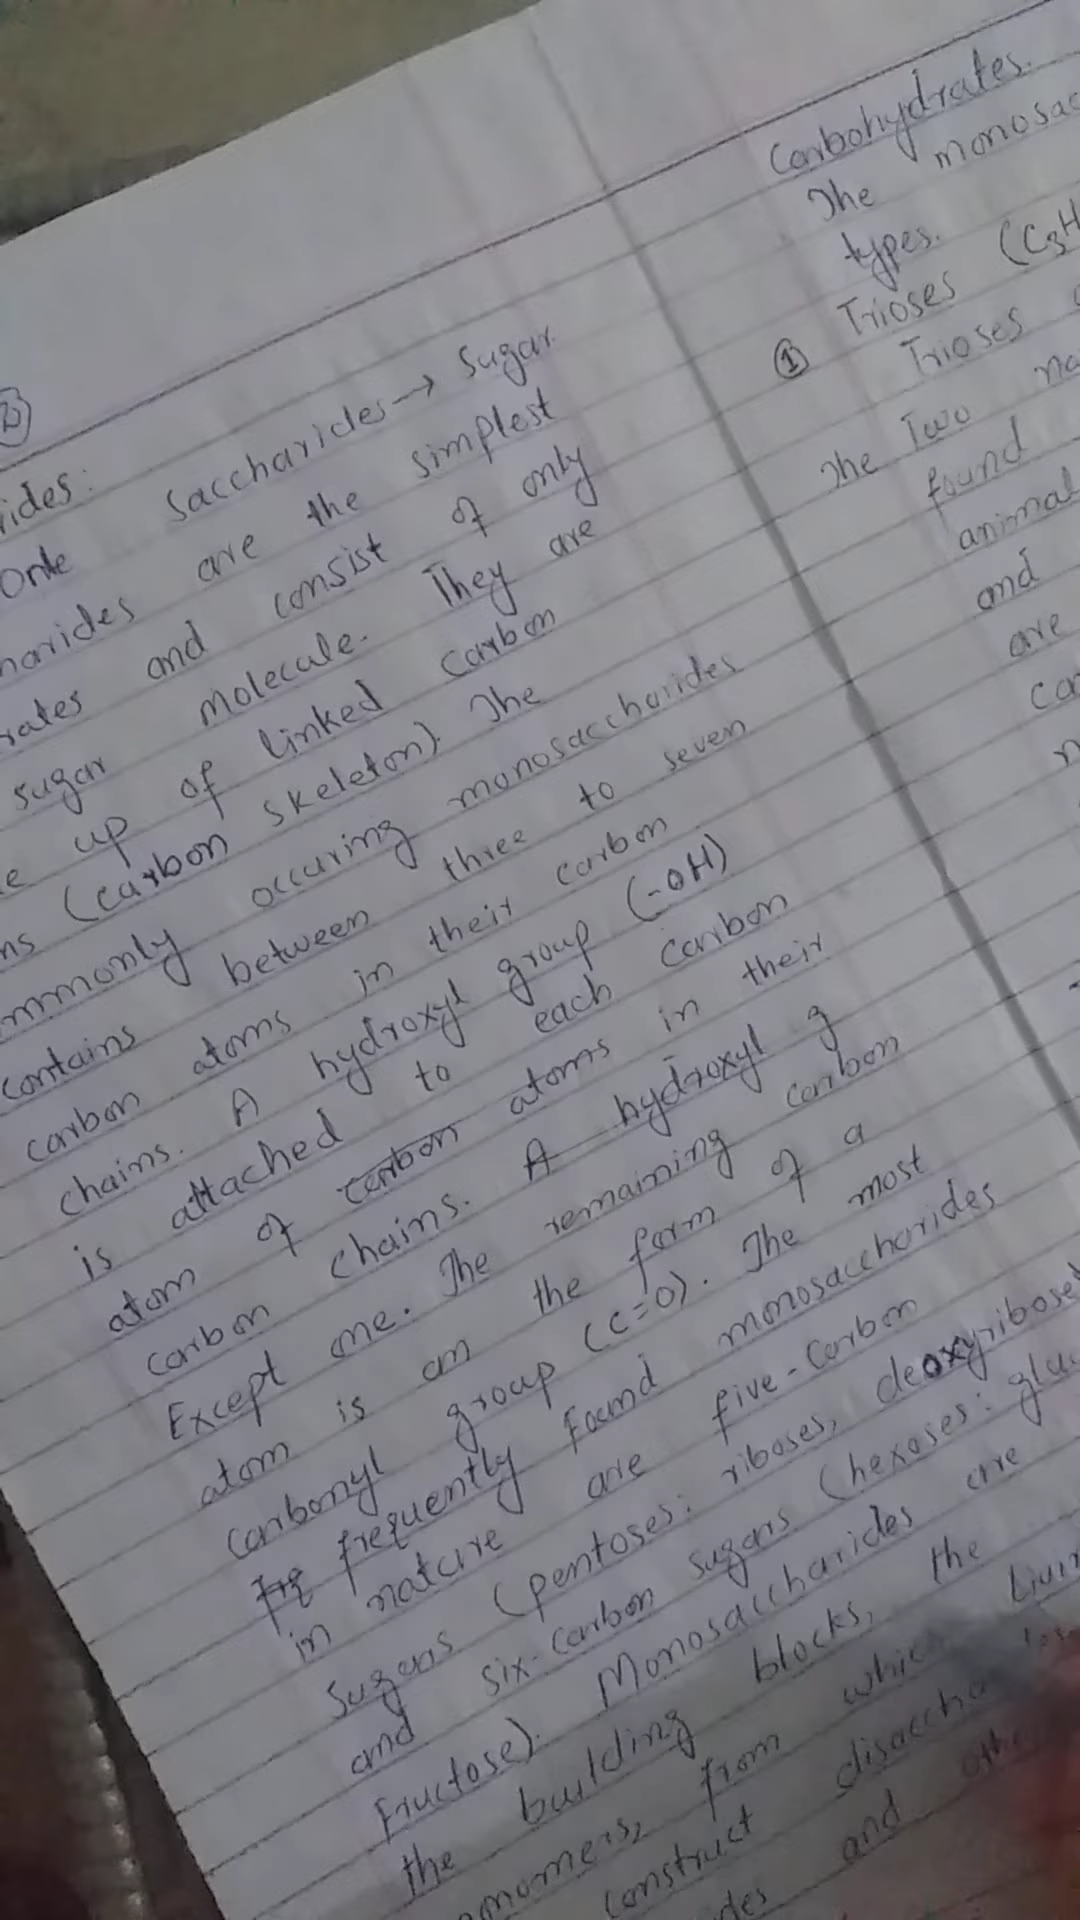 rides:
One saccharides → sugar
harides are the simplest
rates and consist of only
sugar molecule. They are
e up of linked carbon
ns (carbon skeleton). The
mmonly occuring monosaccharides
contains between three to seven
carbon atoms in their carbon
chains. A hydroxyl group (-OH)
is attached to each carbon
atom of carbon atoms in their
carbon chains. A hydroxyl g
Except one. The remaining carbon
atom is an the form of a
carbonyl group (C=O). The most
frequently found monosaccharides
in nature are five-carbon
sugars (pentoses: riboses, deoxyribose
and six-carbon sugars (hexoses: glu
Fructose). Monosaccharides are
the building blocks, the
nomers, from which Livin
construct disaccha
des and othe
Carbohydrates.
The monosac
types.
① Trioses (C3H
Trioses
The Two na
found
animal
and
are